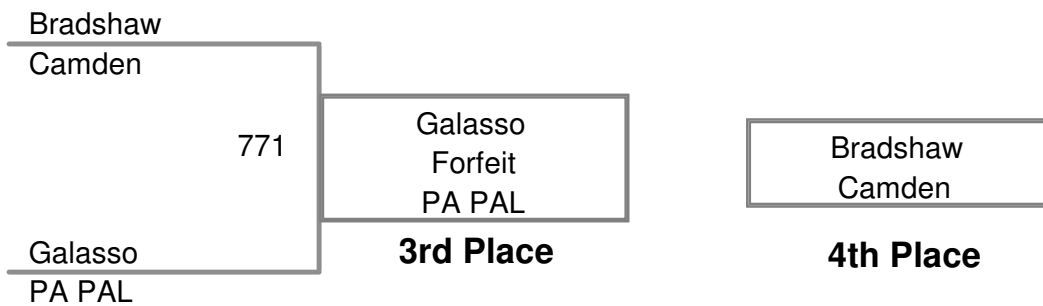 Bradshaw
Camden
771
Galasso
PA PAL
Galasso
Forfeit
PA PAL
3rd Place
Bradshaw
Camden
4th Place